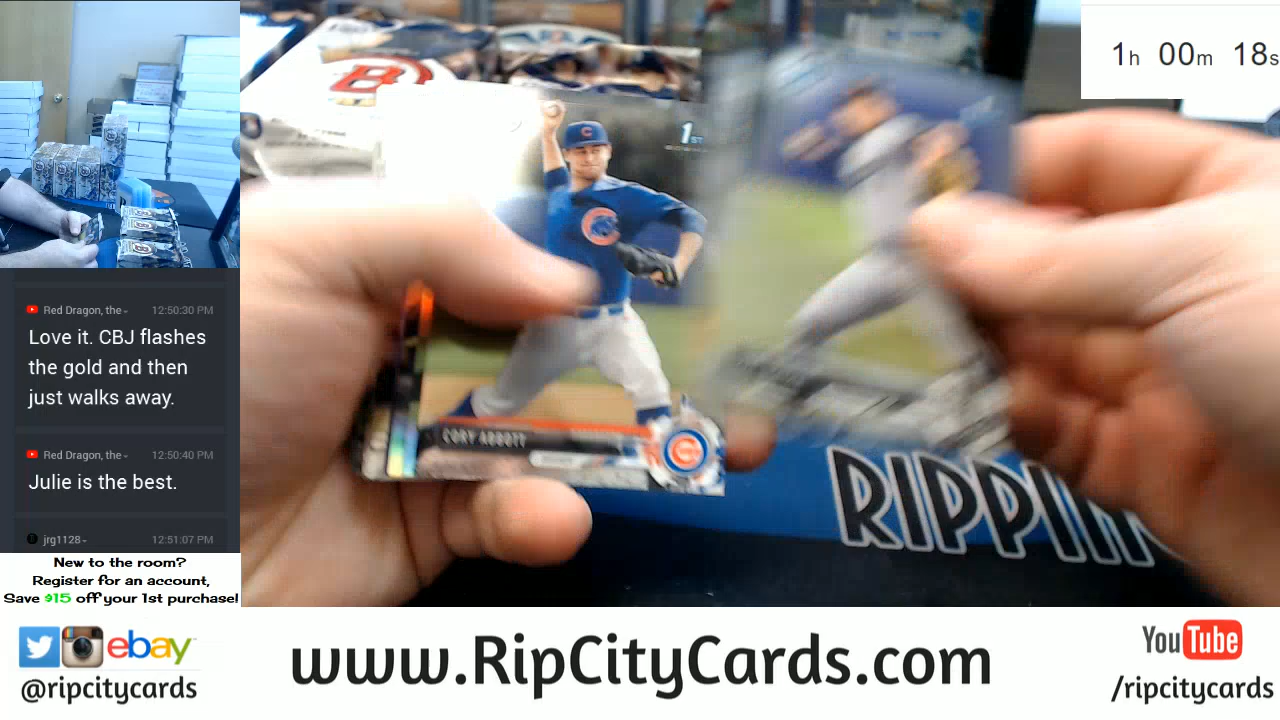 1h 00m 18s
B
1ST
C
CORY ABBOTT
RIPPIN
Red Dragon, the 12:50:30 PM
Love it. CBJ flashes
the gold and then
just walks away.
Red Dragon, the 12:50:40 PM
Julie is the best.
jrg1128 12:51:07 PM
New to the room?
Register for an account,
Save $15 off your 1st purchase!
ebay
@ripcitycards
www.RipCityCards.com
YouTube
/ripcitycards